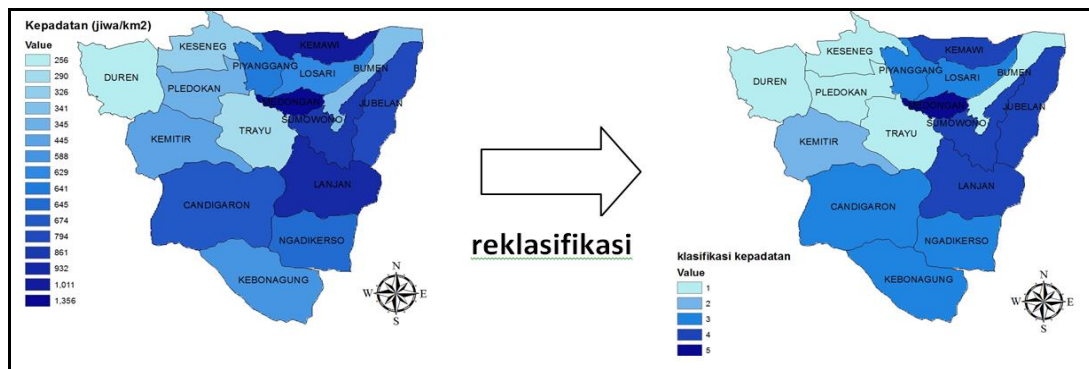 Kepadatan (jiwa/km2)
Value
256
290
326
341
345
445
588
629
641
645
674
794
861
932
1,011
1,356
KESENEG
KEMAWI
DUREN
PIYANGGANG
LOSARI
BUMEN
PLEDOKAN
JUBELAN
SUMOWONO
TRAYU
KEMITIR
LANJAN
CANDIGARON
NGADIKERSO
KEBONAGUNG
N
W E
S
reklasifikasi
KESENEG
KEMAWI
DUREN
PIYANGGANG
LOSARI
BUMEN
PLEDOKAN
JUBELAN
SUMOWONO
TRAYU
KEMITIR
LANJAN
CANDIGARON
NGADIKERSO
KEBONAGUNG
klasifikasi kepadatan
Value
1
2
3
4
5
N
W E
S